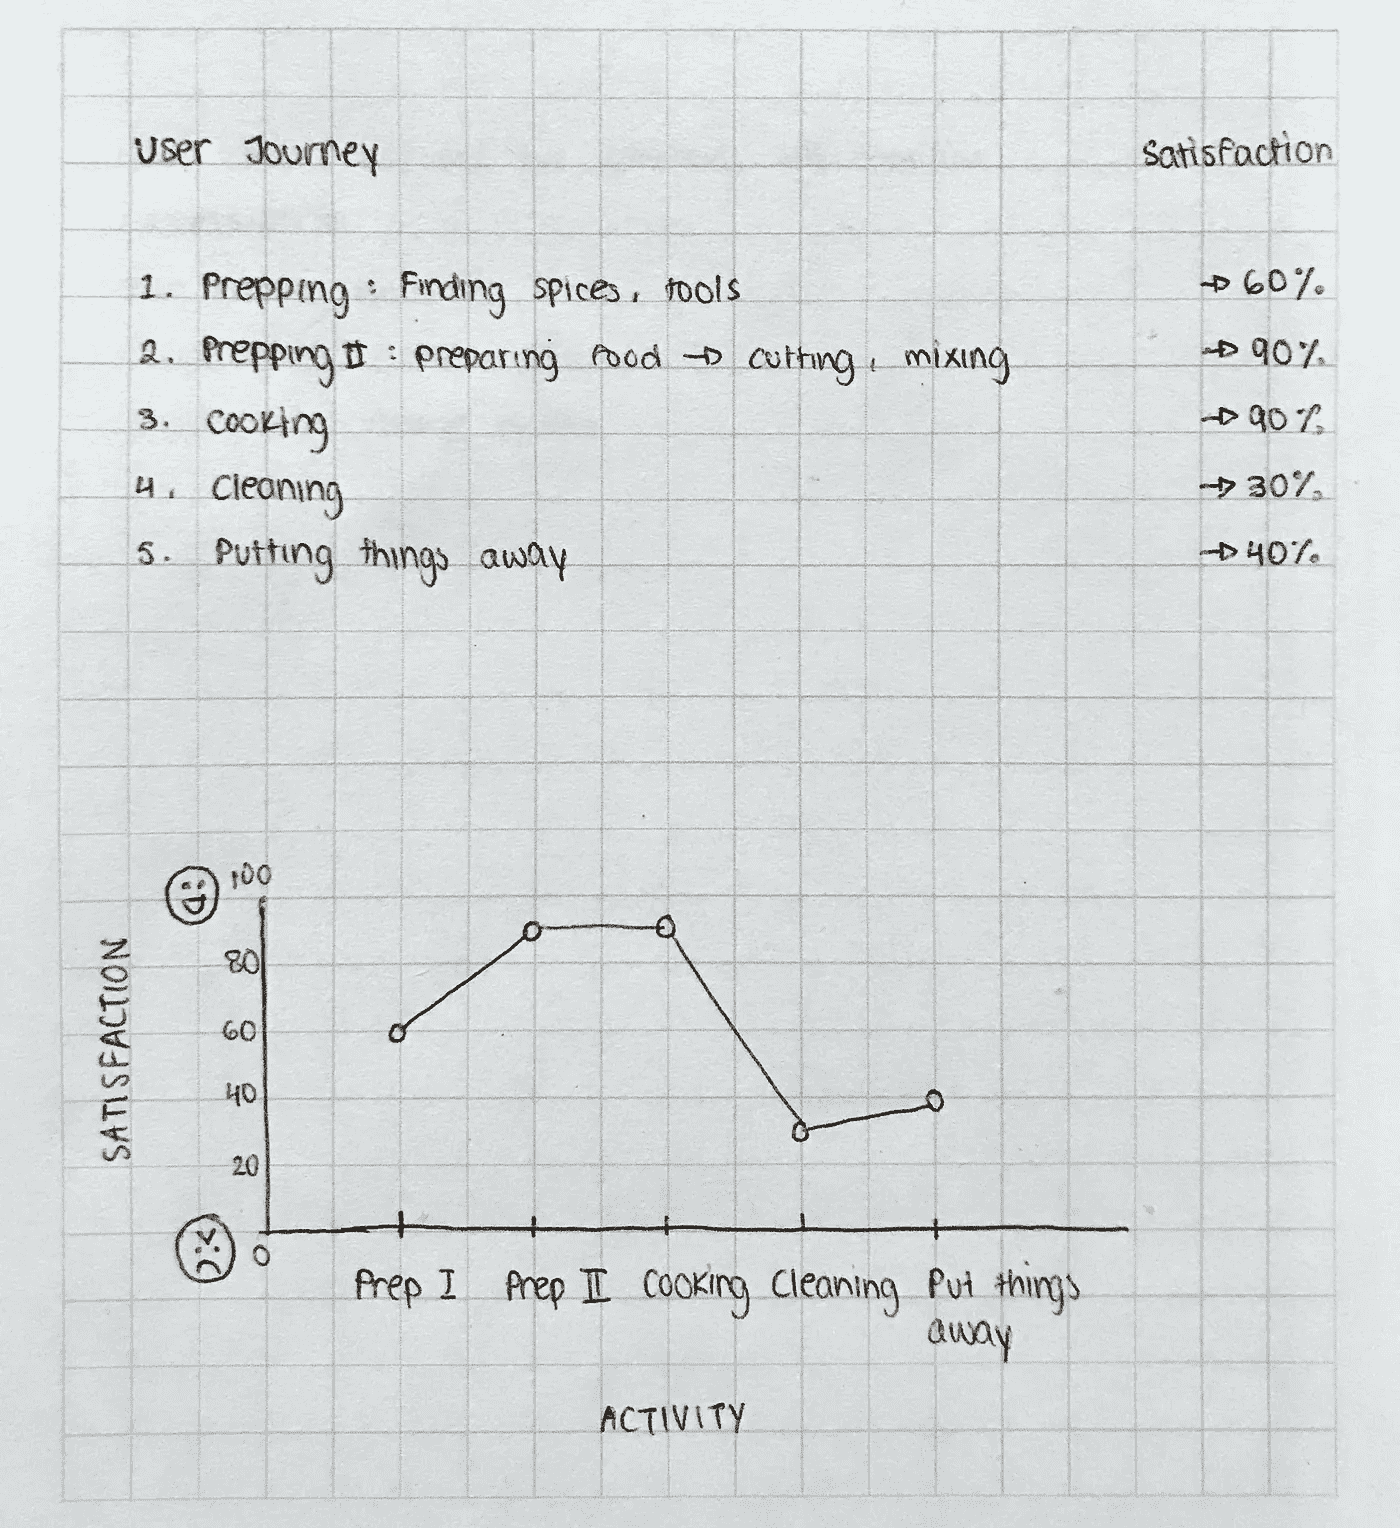 User Journey Satisfaction
1. Prepping : Finding spices, tools → 60%
2. Prepping II : preparing food → cutting, mixing → 90%
3. Cooking → 90%
4. Cleaning → 30%
5. Putting things away → 40%
100
80
60
40
20
0
SATISFACTION
Prep I Prep II Cooking Cleaning Put things
away
ACTIVITY